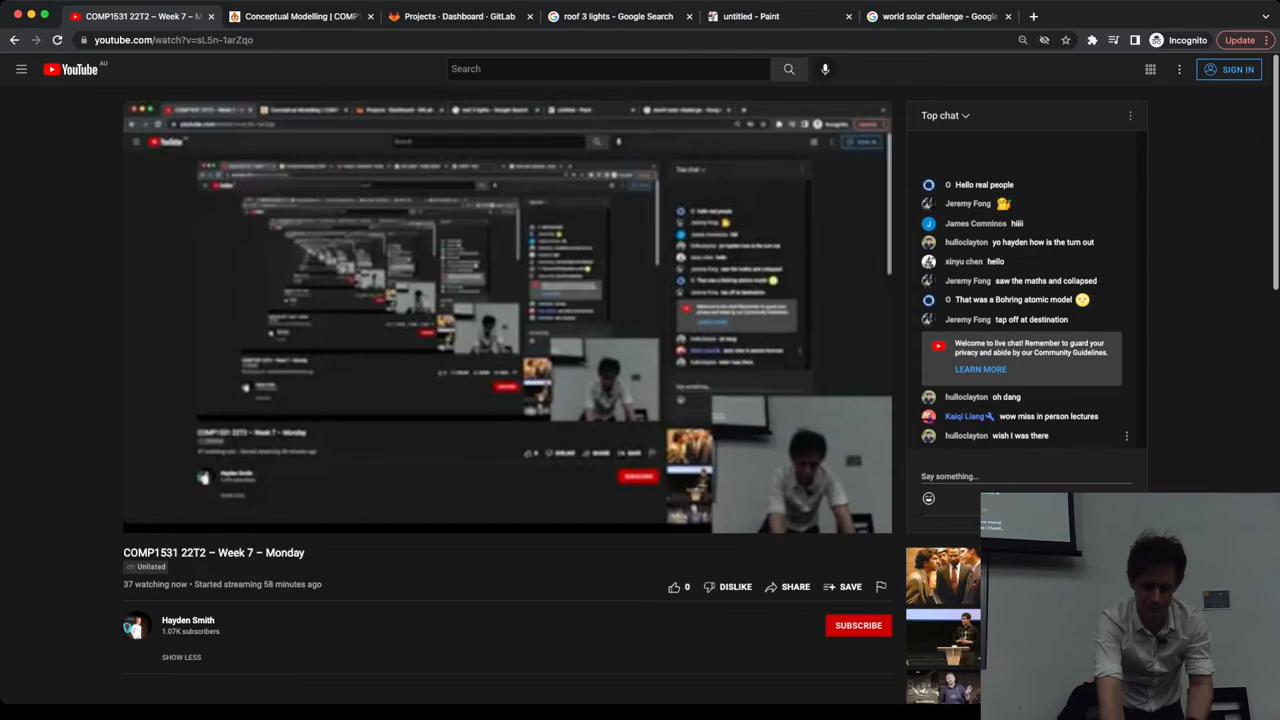 COMP1531 22T2 – Week 7 – M
Conceptual Modelling | COMP1
Projects · Dashboard · GitLa
roof 3 lights - Google Search
untitled - Paint
world solar challenge - Google
youtube.com/watch?v=sL5n-1arZqo
Incognito
Update
YouTube AU
Search
SIGN IN
Top chat
O Hello real people
Jeremy Fong
James Comninos hiiii
hulloclayton yo hayden how is the turn out
xinyu chen hello
Jeremy Fong saw the maths and collapsed
O That was a Bohring atomic model
Jeremy Fong tap off at destination
Welcome to live chat! Remember to guard your
privacy and abide by our Community Guidelines.
LEARN MORE
hulloclayton oh dang
Kaiqi Liang wow miss in person lectures
hulloclayton wish I was there
Say something...
COMP1531 22T2 – Week 7 – Monday
Unlisted
37 watching now • Started streaming 58 minutes ago
0
DISLIKE
SHARE
SAVE
Hayden Smith
1.07K subscribers
SUBSCRIBE
SHOW LESS